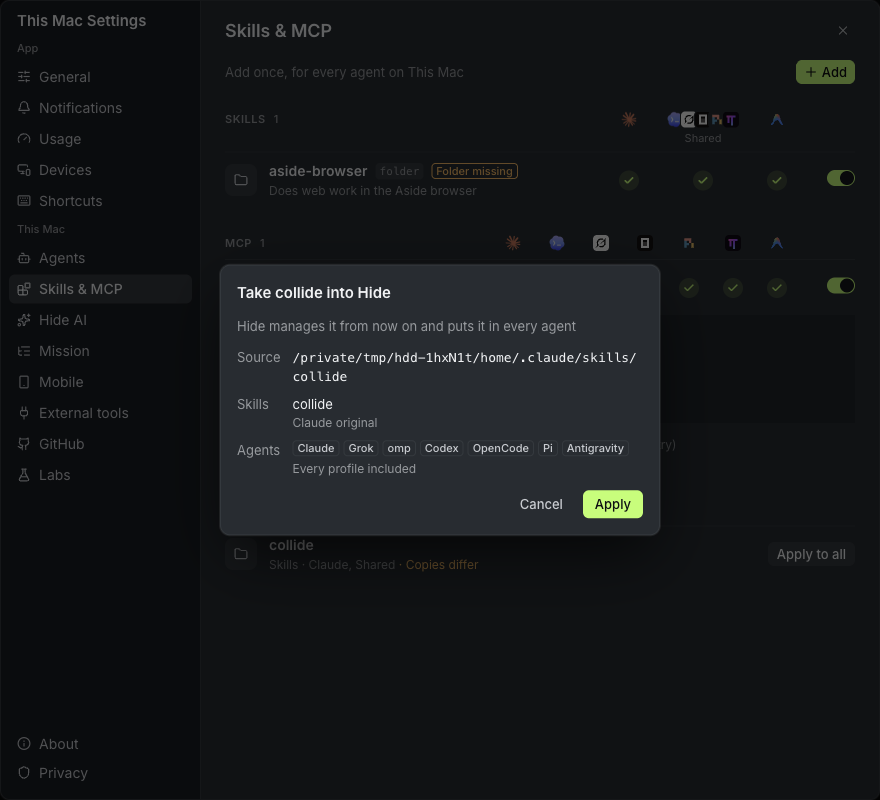 This Mac Settings
App
General
Notifications
Usage
Devices
Shortcuts
This Mac
Agents
Skills & MCP
Hide AI
Mission
Mobile
External tools
GitHub
Labs
About
Privacy
Skills & MCP
Add once, for every agent on This Mac
Add
SKILLS 1
Shared
aside-browser folder Folder missing
Does web work in the Aside browser
MCP 1
Take collide into Hide
Hide manages it from now on and puts it in every agent
Source /private/tmp/hdd-1hxN1t/home/.claude/skills/
collide
Skills collide
Claude original
Agents Claude Grok omp Codex OpenCode Pi Antigravity
Every profile included
Cancel Apply
collide
Skills · Claude, Shared · Copies differ
Apply to all